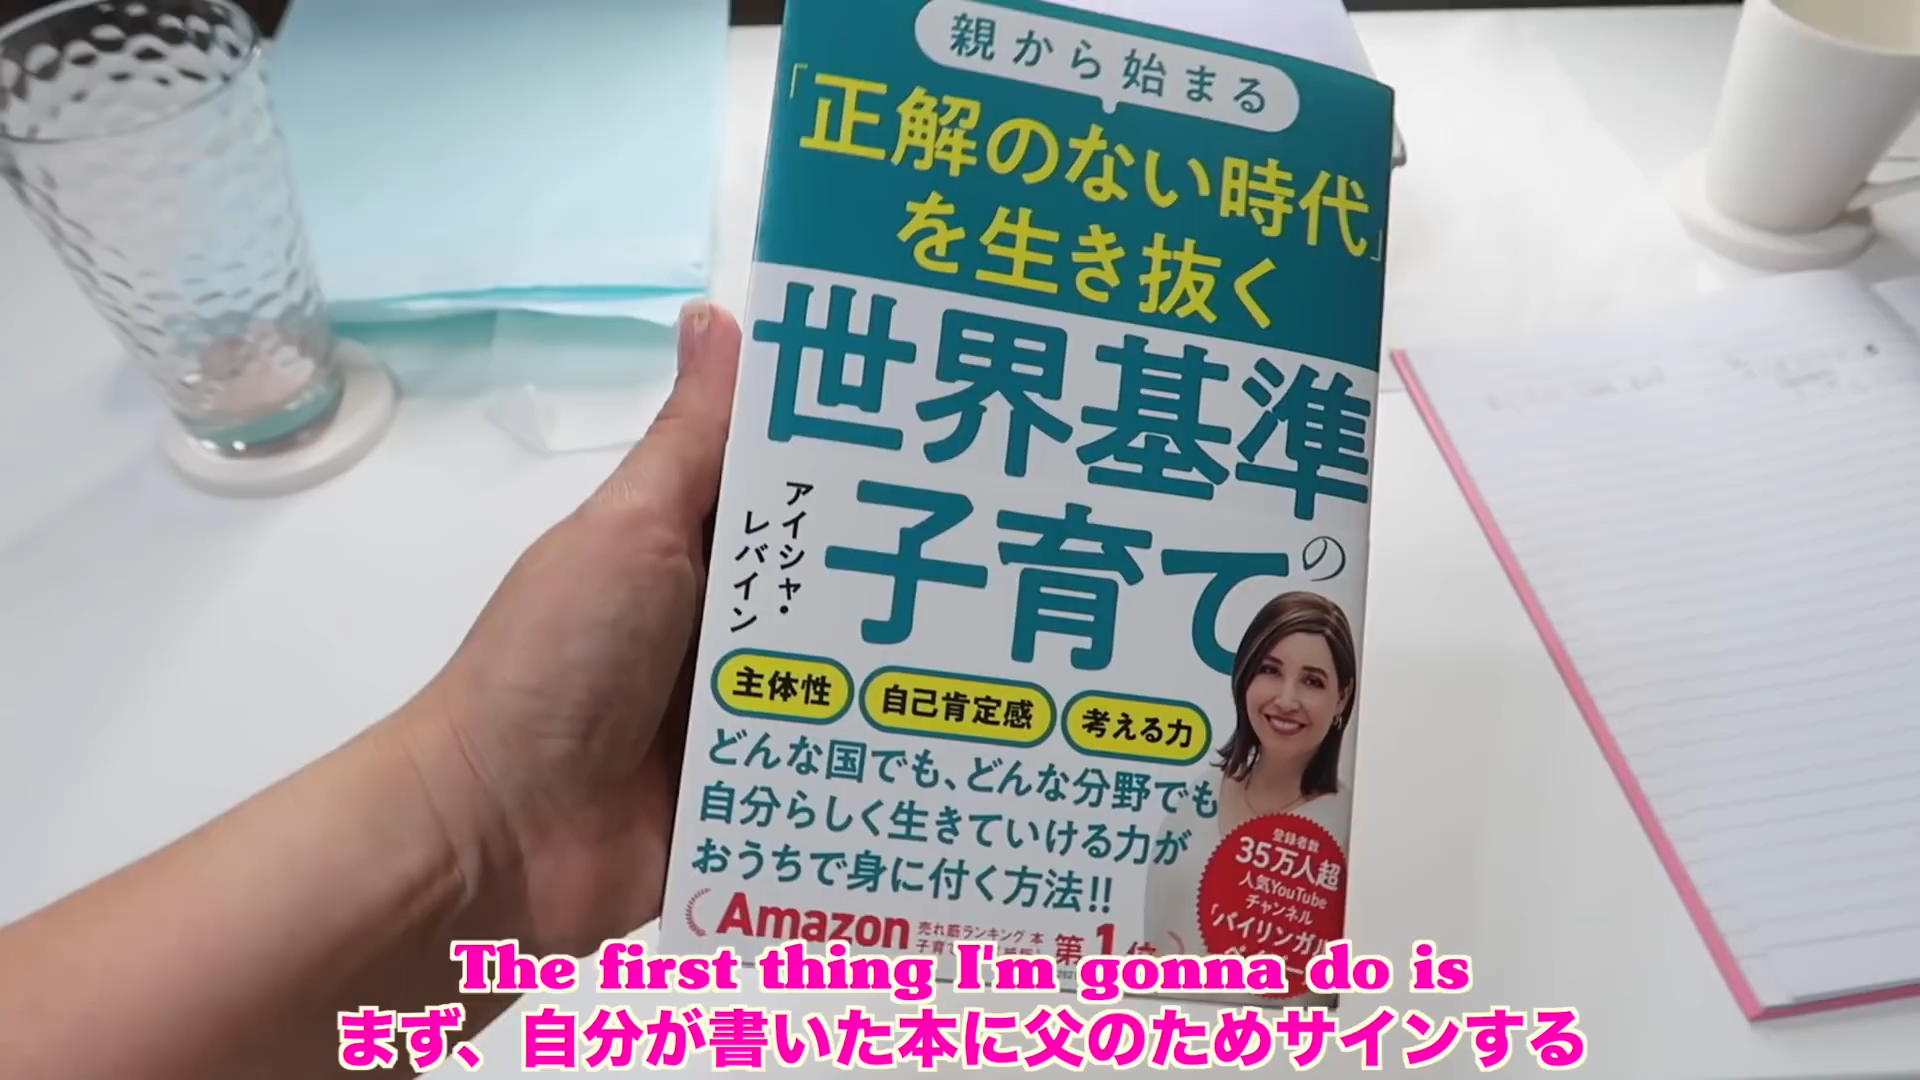 親から始まる
「正解のない時代」
を生き抜く
世界基準の
子育て
アイシャ・
レバイン
主体性
自己肯定感
考える力
どんな国でも、どんな分野でも
自分らしく生きていける力が
おうちで身に付く方法!!
登録者数
35万人超
人気YouTube
チャンネル
「バイリンガル
Amazon
売れ筋ランキング 本
子育て
第1位
The first thing I'm gonna do is
まず、自分が書いた本に父のためサインする